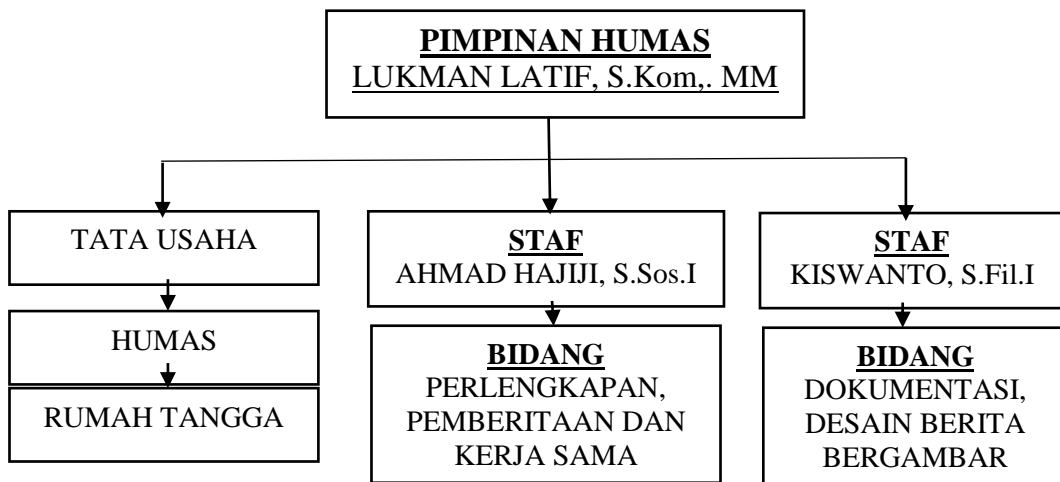 PIMPINAN HUMAS
LUKMAN LATIF, S.Kom,. MM
TATA USAHA
HUMAS
RUMAH TANGGA
STAF
AHMAD HAJIJI, S.Sos.I
BIDANG
PERLENGKAPAN,
PEMBERITAAN DAN
KERJA SAMA
STAF
KISWANTO, S.Fil.I
BIDANG
DOKUMENTASI,
DESAIN BERITA
BERGAMBAR